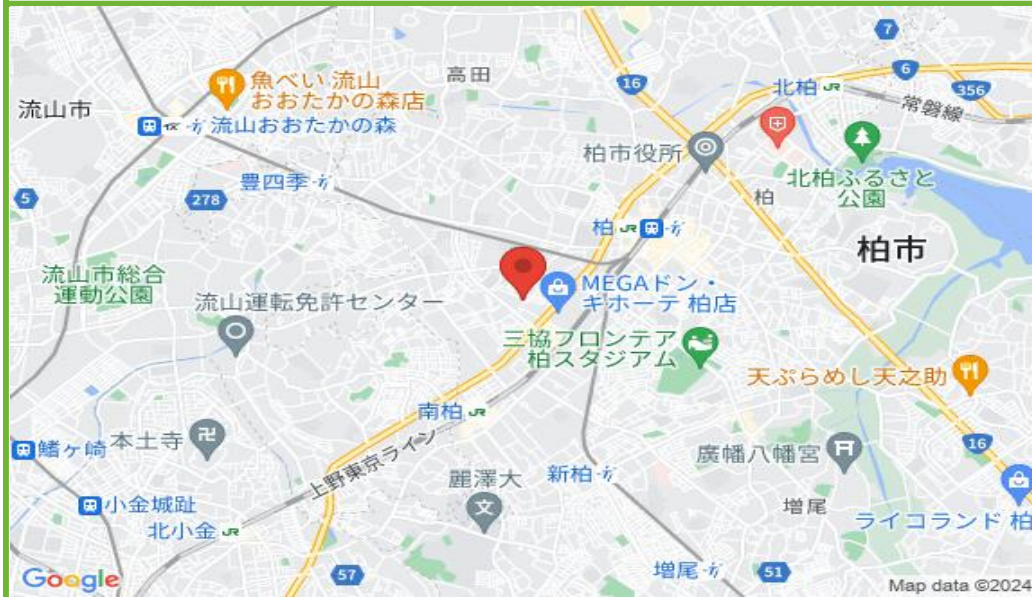 7
6
16
356
高田
魚べい 流山
おおたかの森店
流山市
流山おおたかの森
北柏 JR
常磐線
柏市役所
北柏ふるさと
公園
豊四季
278
5
柏
柏 JR
柏市
流山市総合
運動公園
流山運転免許センター
MEGAドン・
キホーテ 柏店
三協フロンテア
柏スタジアム
天ぷらめし天之助
南柏 JR
上野東京ライン
鰭ヶ崎
本土寺
麗澤大
新柏
廣幡八幡宮
16
小金城趾
北小金 JR
増尾
ライコランド 柏
Google
57
増尾
51
Map data ©2024